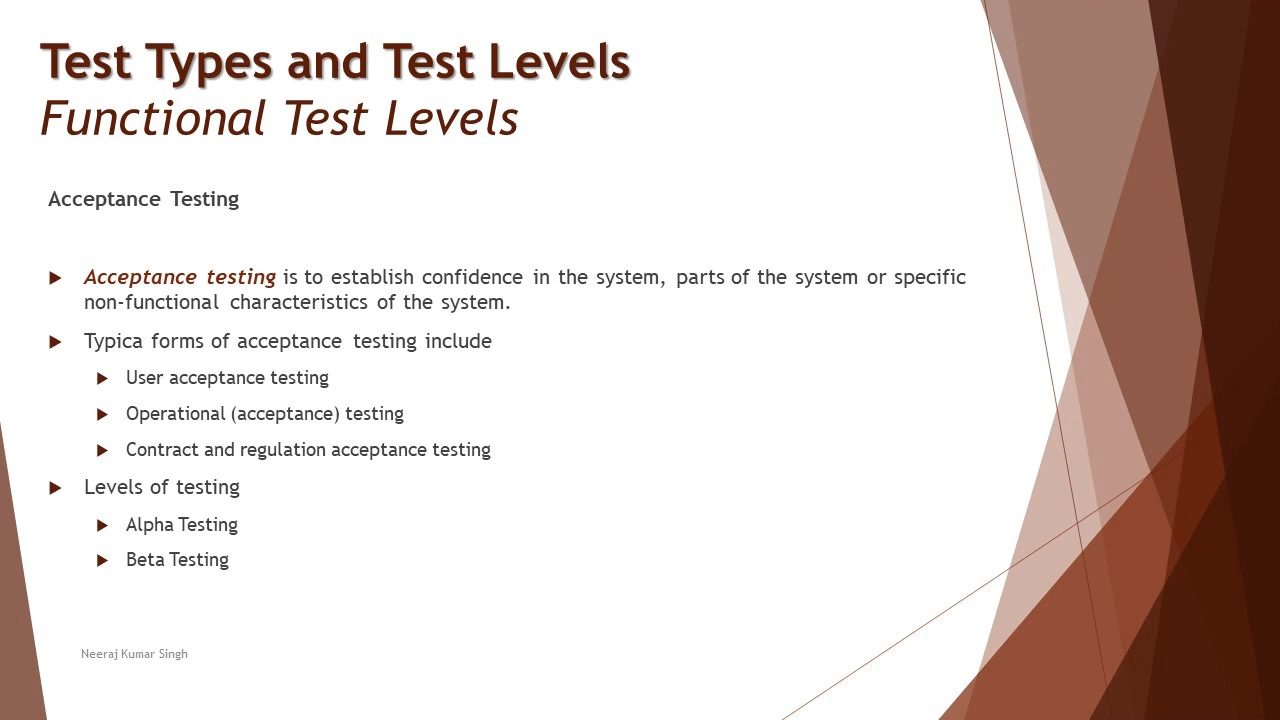 Test Types and Test Levels
Functional Test Levels
Acceptance Testing
Acceptance testing is to establish confidence in the system, parts of the system or specific
non-functional characteristics of the system.
Typica forms of acceptance testing include
User acceptance testing
Operational (acceptance) testing
Contract and regulation acceptance testing
Levels of testing
Alpha Testing
Beta Testing
Neeraj Kumar Singh